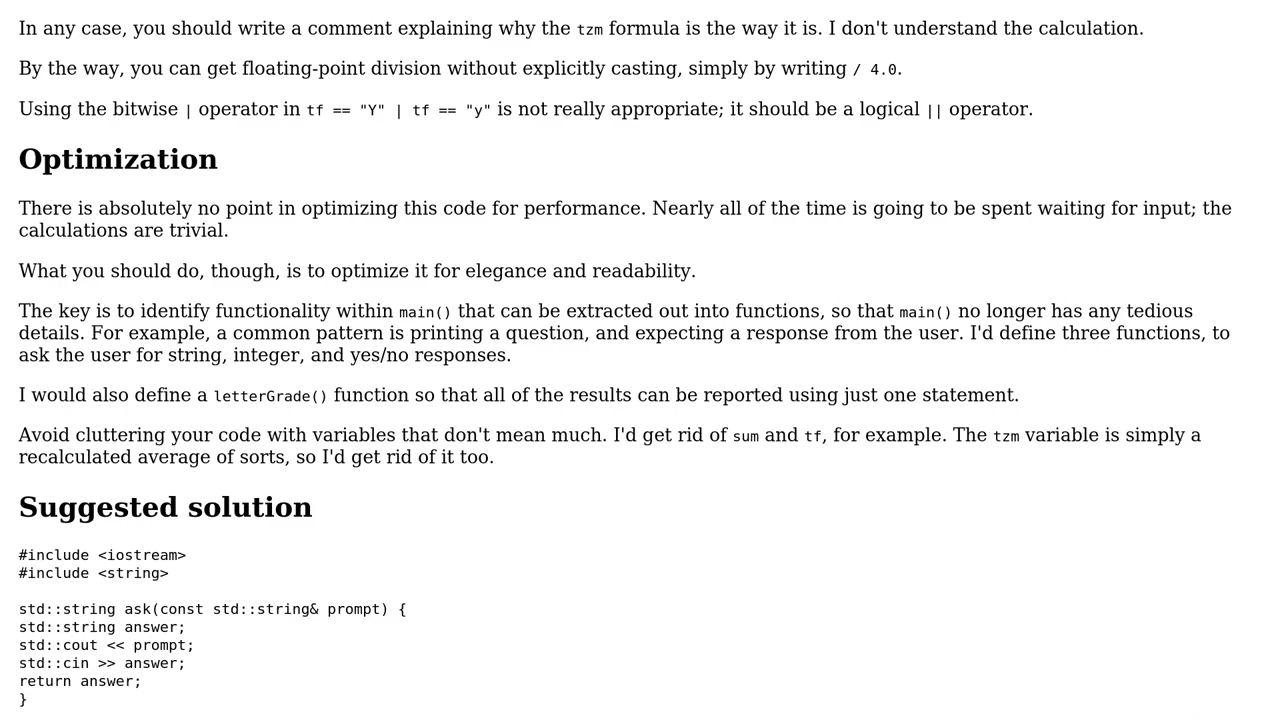 In any case, you should write a comment explaining why the tzm formula is the way it is. I don't understand the calculation.
By the way, you can get floating-point division without explicitly casting, simply by writing / 4.0.
Using the bitwise | operator in tf == "Y" | tf == "y" is not really appropriate; it should be a logical || operator.
Optimization
There is absolutely no point in optimizing this code for performance. Nearly all of the time is going to be spent waiting for input; the
calculations are trivial.
What you should do, though, is to optimize it for elegance and readability.
The key is to identify functionality within main() that can be extracted out into functions, so that main() no longer has any tedious
details. For example, a common pattern is printing a question, and expecting a response from the user. I'd define three functions, to
ask the user for string, integer, and yes/no responses.
I would also define a letterGrade() function so that all of the results can be reported using just one statement.
Avoid cluttering your code with variables that don't mean much. I'd get rid of sum and tf, for example. The tzm variable is simply a
recalculated average of sorts, so I'd get rid of it too.
Suggested solution
#include <iostream>
#include <string>
std::string ask(const std::string& prompt) {
std::string answer;
std::cout << prompt;
std::cin >> answer;
return answer;
}